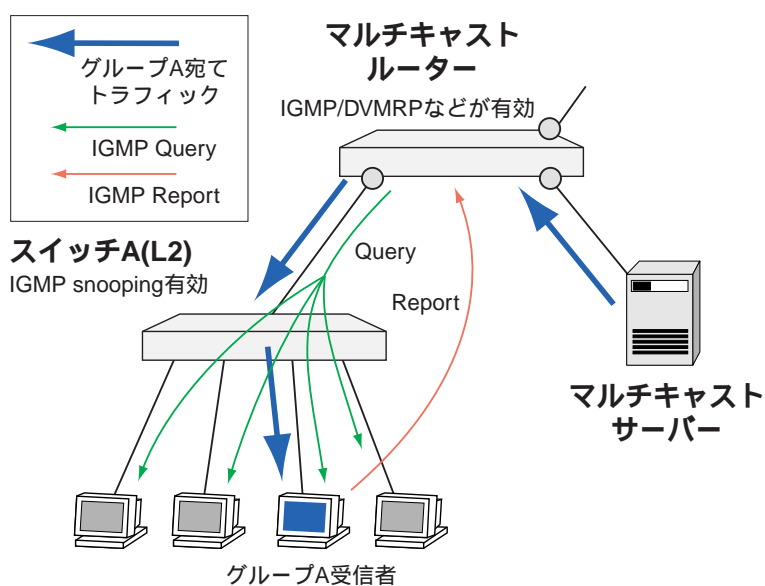 グループA宛て
トラフィック
IGMP Query
IGMP Report
マルチキャスト
ルーター
IGMP/DVMRPなどが有効
スイッチA(L2)
IGMP snooping有効
Query
Report
マルチキャスト
サーバー
グループA受信者